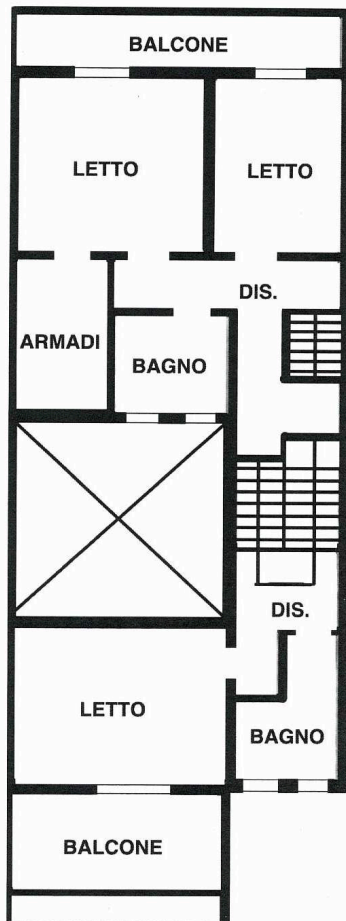 BALCONE
LETTO
LETTO
DIS.
ARMADI
BAGNO
DIS.
LETTO
BAGNO
BALCONE